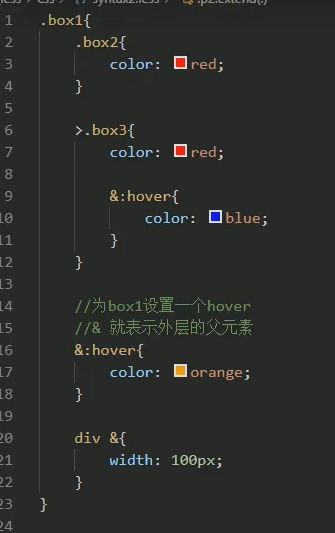 .less > css > syntax2.less > .p2:extend(.)
1 .box1{
2 .box2{
3 color: red;
4 }
5
6 >.box3{
7 color: red;
8
9 &:hover{
10 color: blue;
11 }
12 }
13
14 //为box1设置一个hover
15 //& 就表示外层的父元素
16 &:hover{
17 color: orange;
18 }
19
20 div &{
21 width: 100px;
22 }
23 }
24